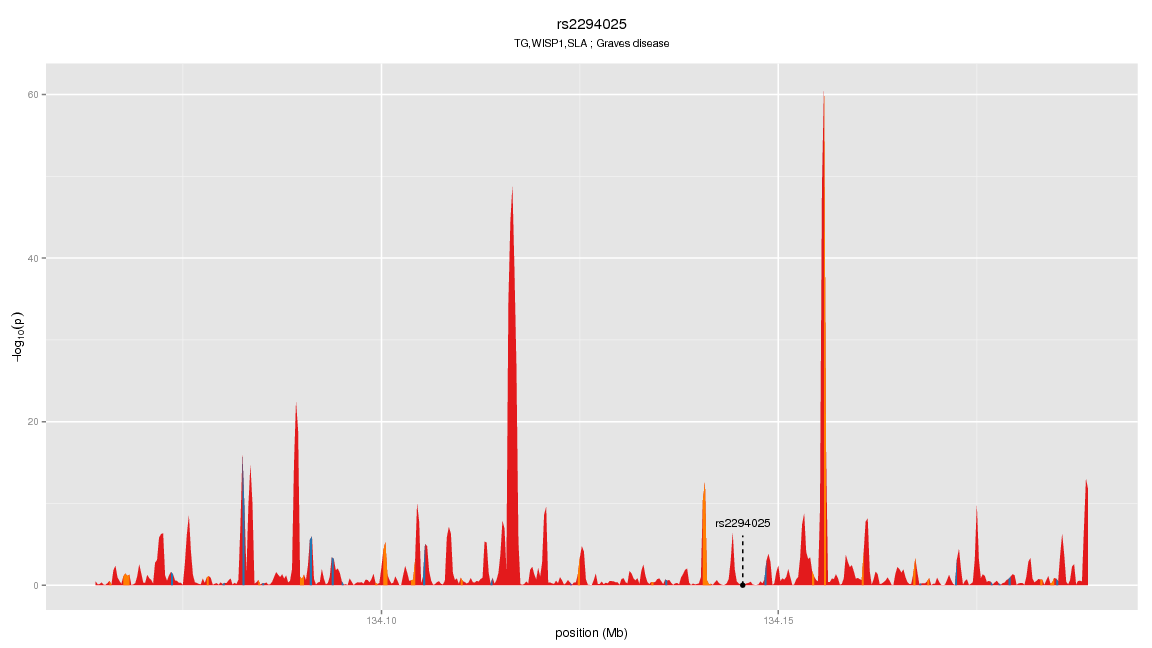 rs2294025
TG,WISP1,SLA ; Graves disease
60
40
20
0
−log10(p)
rs2294025
134.10
134.15
position (Mb)